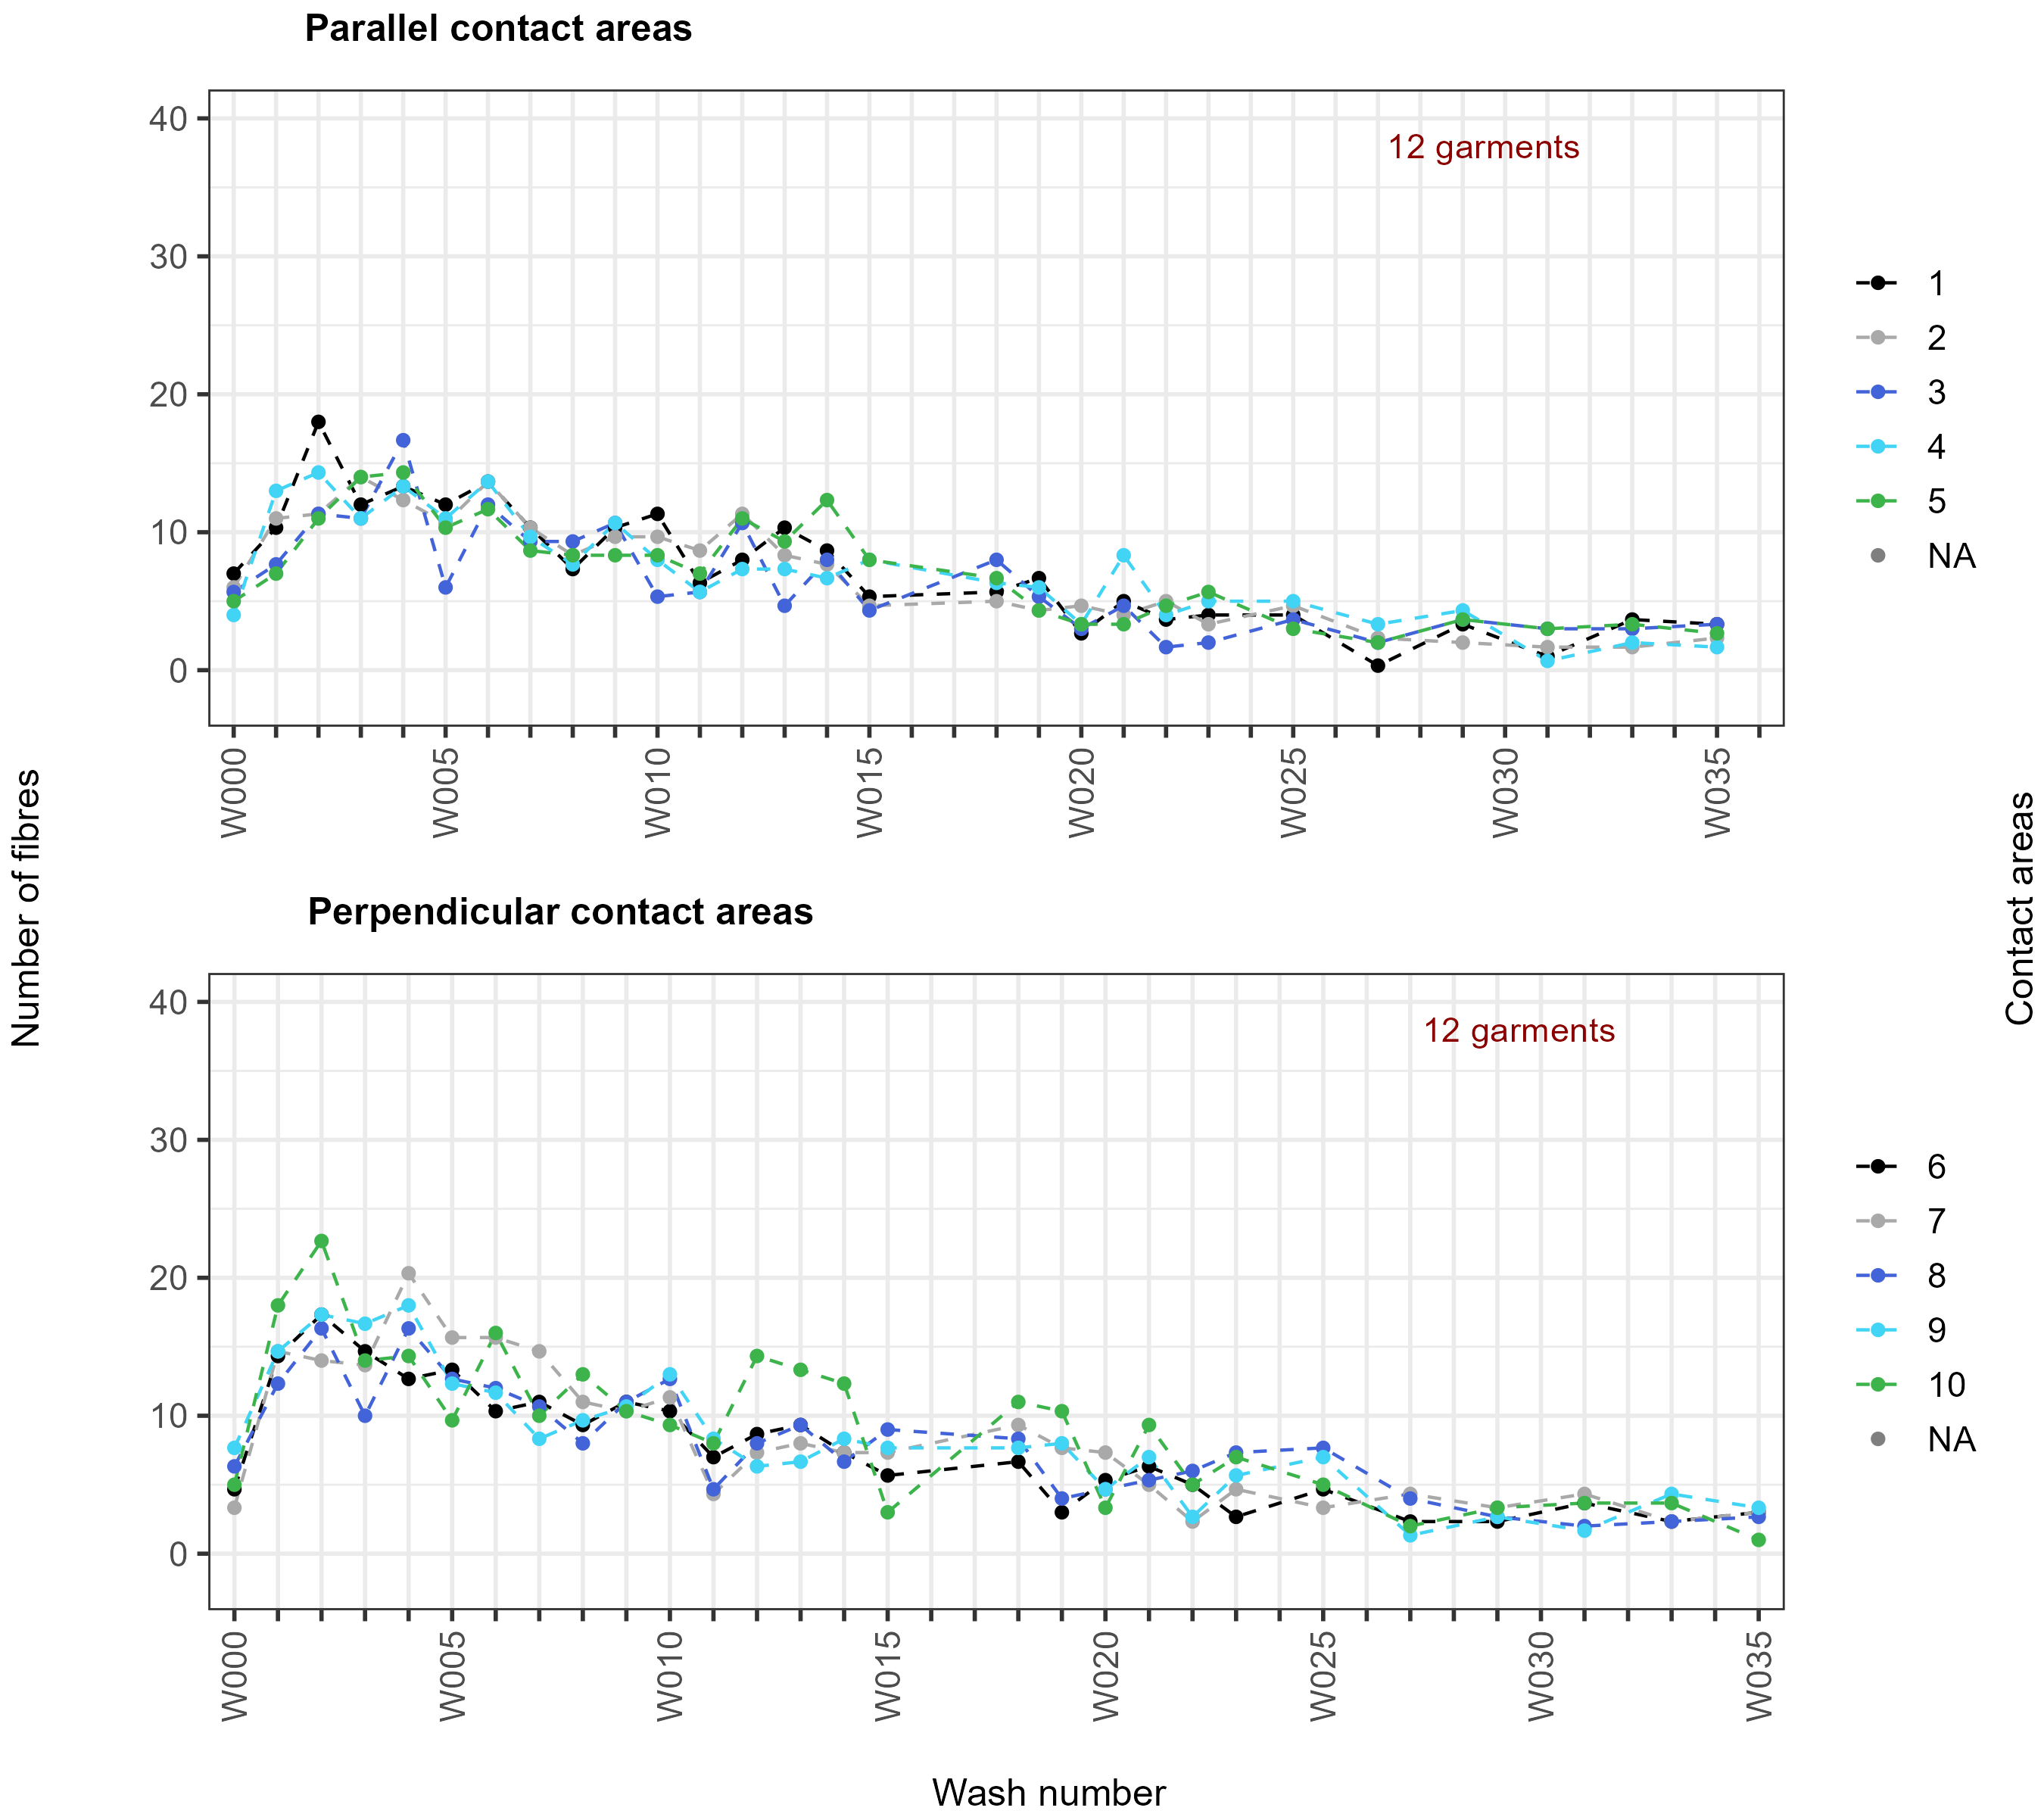 Parallel contact areas
40
30
20
10
0
12 garments
W000
W005
W010
W015
W020
W025
W030
W035
1
2
3
4
5
NA
Number of fibres
Contact areas
Perpendicular contact areas
40
30
20
10
0
12 garments
W000
W005
W010
W015
W020
W025
W030
W035
6
7
8
9
10
NA
Wash number